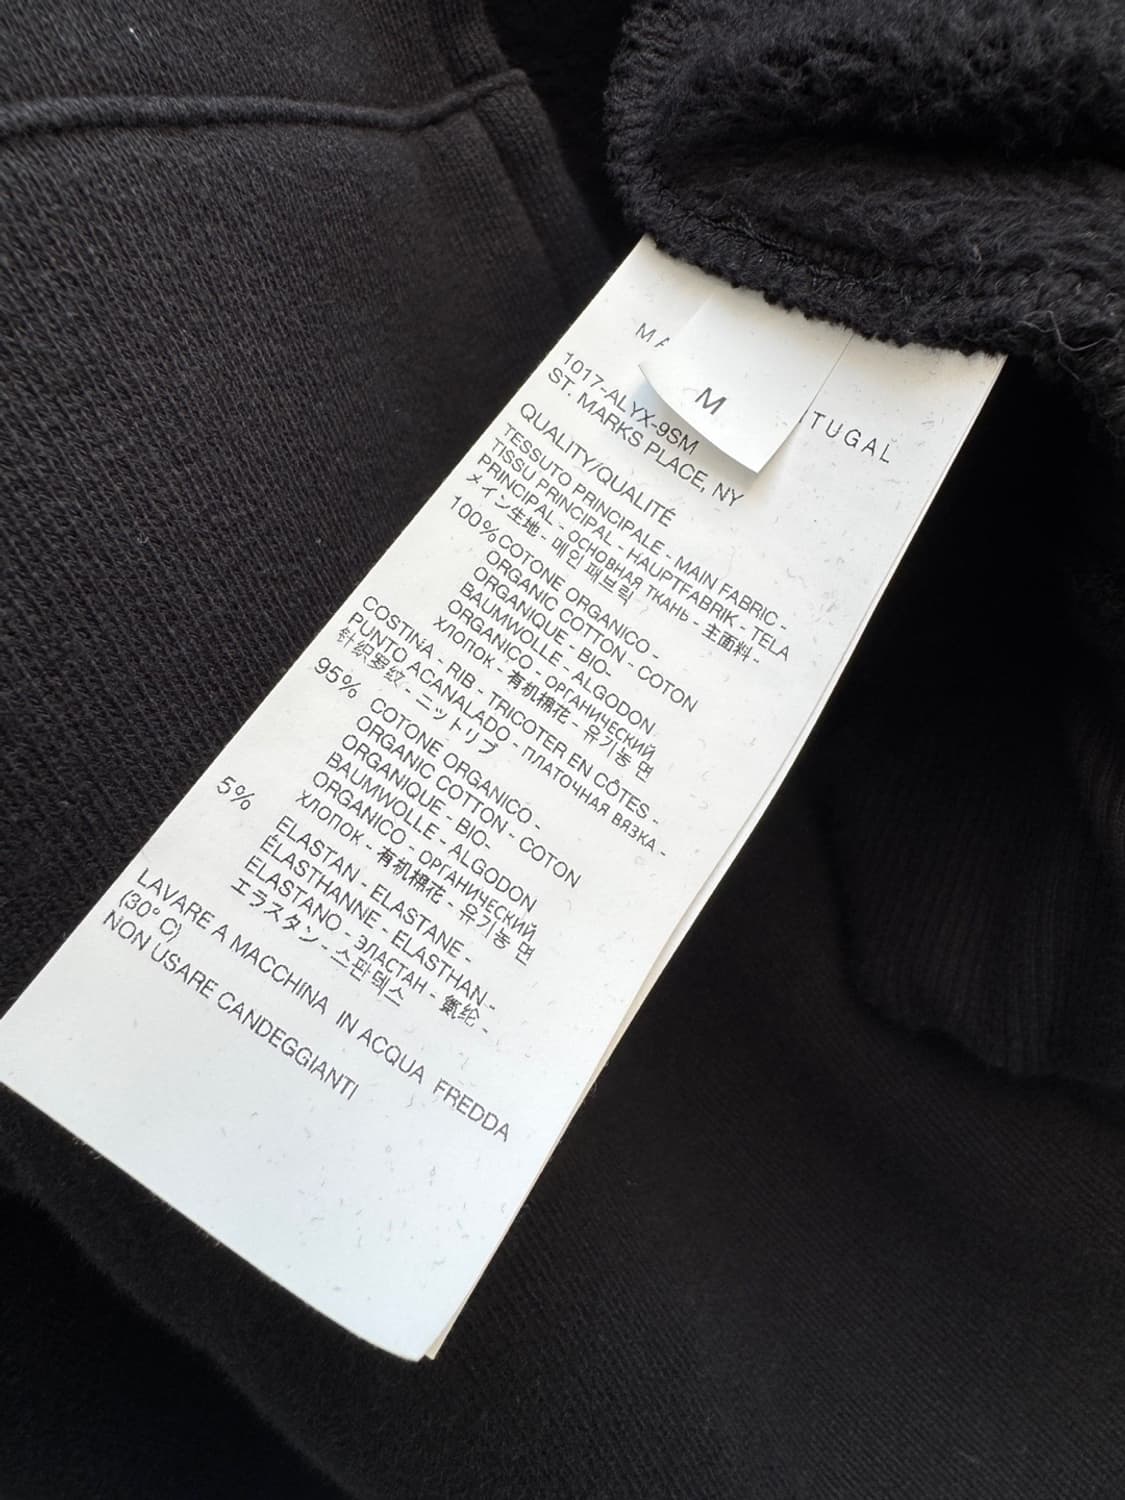 M
TUGAL
1017-ALYX-9SM
ST. MARKS PLACE, NY
QUALITY/QUALITÉ
TESSUTO PRINCIPALE - MAIN FABRIC -
TISSU PRINCIPAL - HAUPTFABRIK - TELA
PRINCIPAL - ОСНОВНАЯ ТКАНЬ - 主面料 -
メイン生地 - 메인 패브릭
100% COTONE ORGANICO -
ORGANIC COTTON - COTON
ORGANIQUE - BIO-
BAUMWOLLE - ALGODON
ORGANICO - ОРГАНИЧЕСКИЙ
ХЛОПОК - 有机棉花 - 유기농 면
COSTINA - RIB - TRICOTER EN CÔTES -
PUNTO ACANALADO - ПЛАТОЧНАЯ ВЯЗКА -
针织罗纹 - ニットリブ
95% COTONE ORGANICO -
ORGANIC COTTON - COTON
ORGANIQUE - BIO-
BAUMWOLLE - ALGODON
ORGANICO - ОРГАНИЧЕСКИЙ
ХЛОПОК - 有机棉花 - 유기농 면
5% ELASTAN - ELASTANE -
ÉLASTHANNE - ELASTHAN -
ELASTANO - ЭЛАСТАН - 氨纶 -
エラスタン - 스판덱스
LAVARE A MACCHINA IN ACQUA FREDDA
(30°C)
NON USARE CANDEGGIANTI